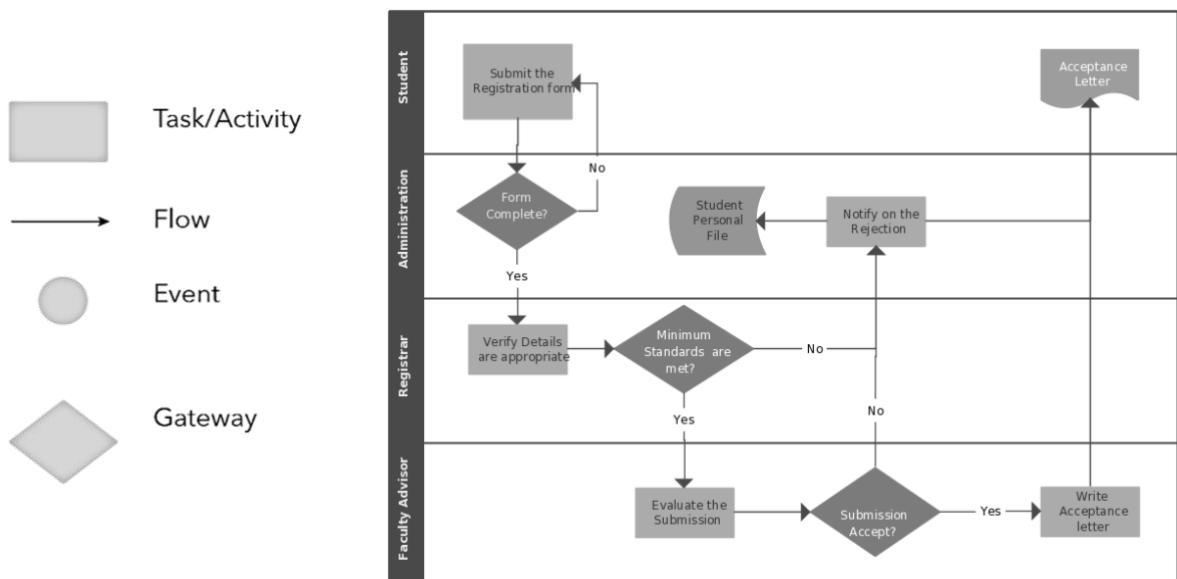 Task/Activity
Flow
Event
Gateway
Student
Submit the
Registration form
Acceptance
Letter
No
Administration
Form
Complete?
Student
Personal
File
Notify on the
Rejection
Yes
Registrar
Verify Details
are appropriate
Minimum
Standards are
met?
No
Yes
No
Faculty Advisor
Evaluate the
Submission
Submission
Accept?
Yes
Write
Acceptance
letter